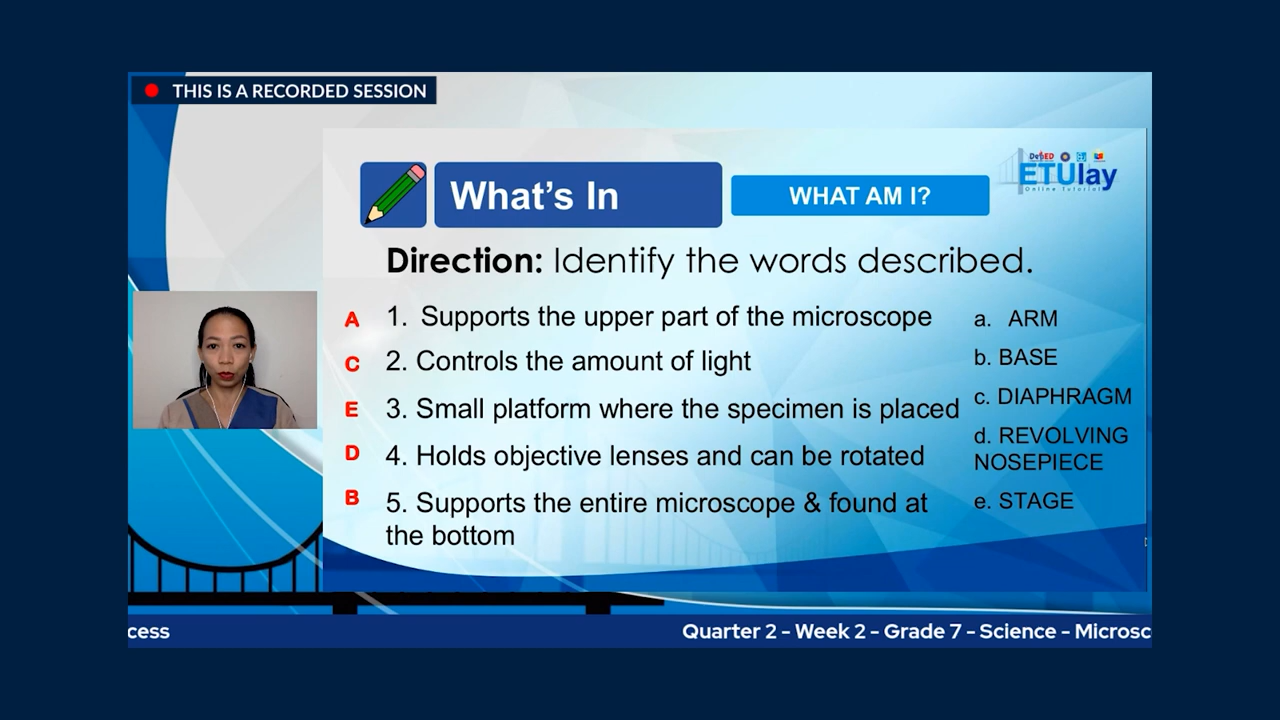 THIS IS A RECORDED SESSION
DepED
ETUlay
Online Tutorial
What's In
WHAT AM I?
Direction: Identify the words described.
A 1. Supports the upper part of the microscope
C 2. Controls the amount of light
E 3. Small platform where the specimen is placed
D 4. Holds objective lenses and can be rotated
B 5. Supports the entire microscope & found at
the bottom
a. ARM
b. BASE
c. DIAPHRAGM
d. REVOLVING
NOSEPIECE
e. STAGE
cess
Quarter 2 - Week 2 - Grade 7 - Science - Microsc